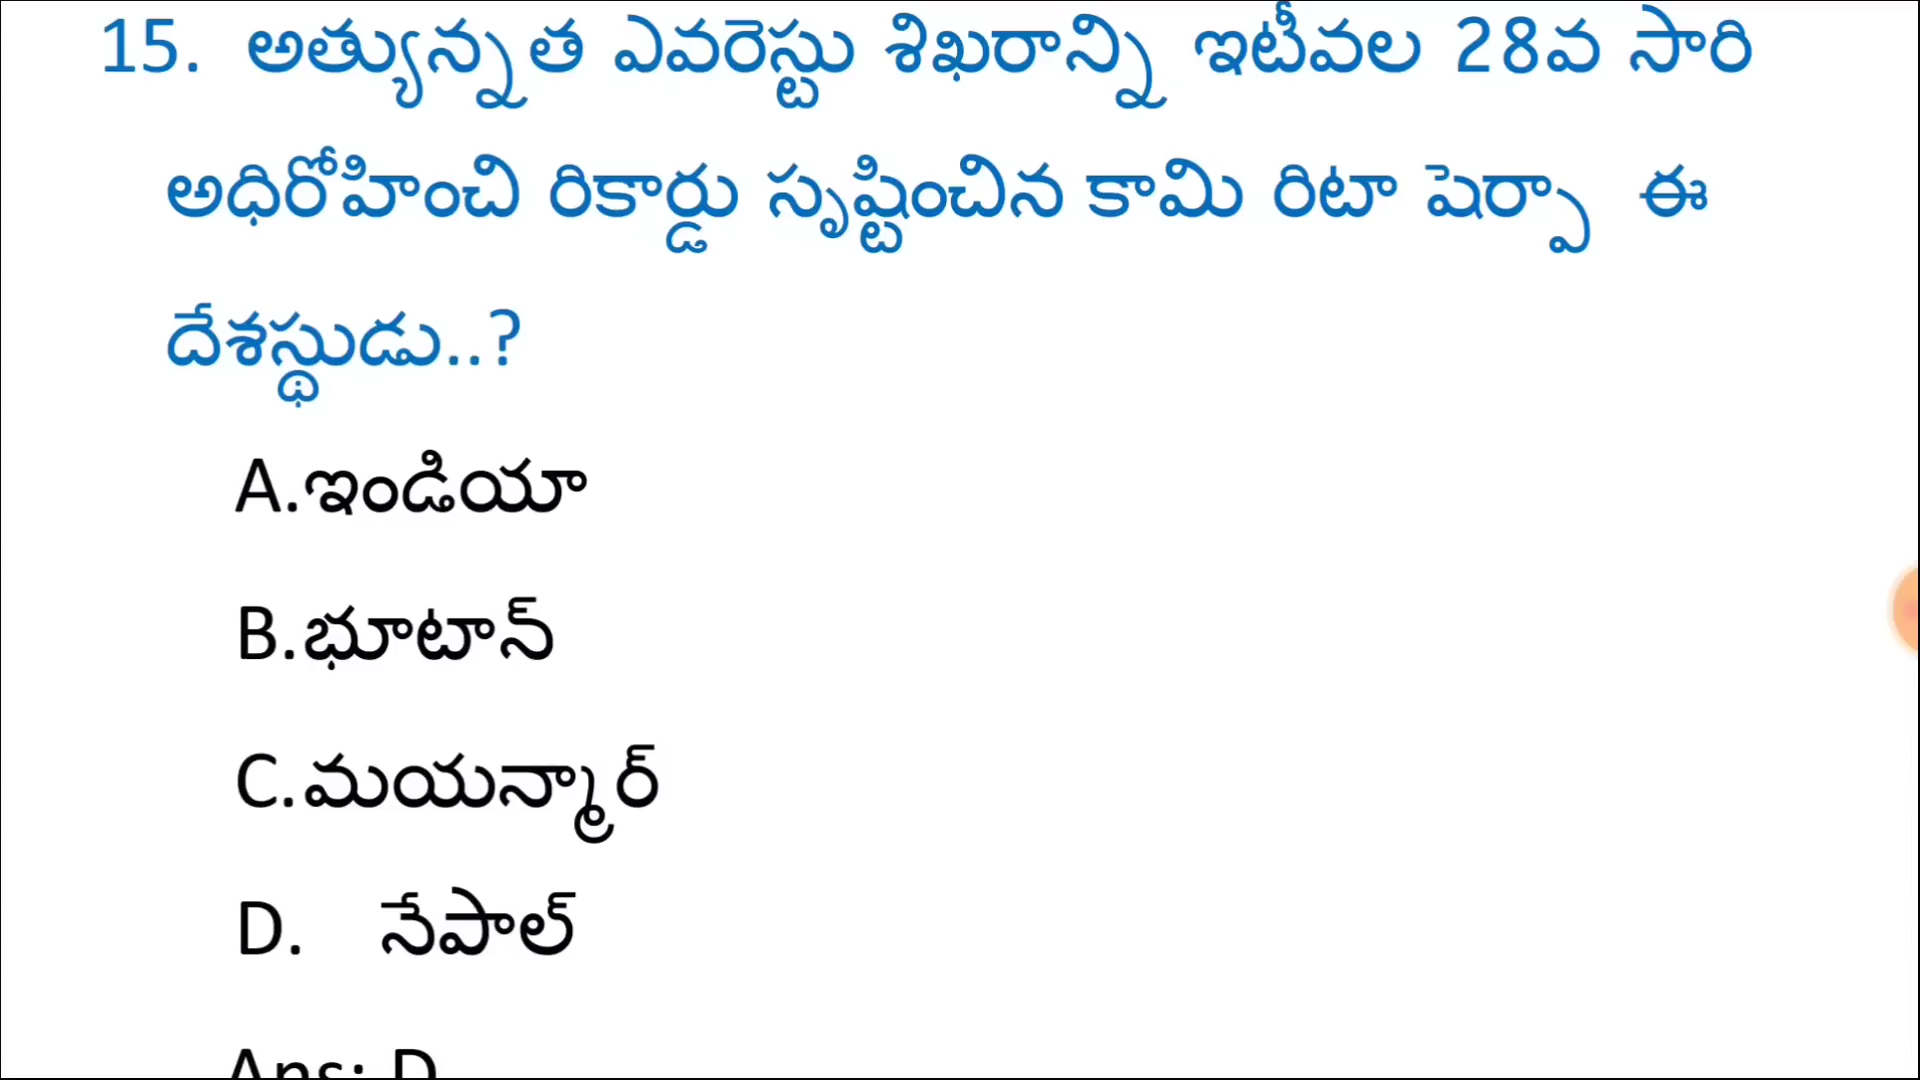 15. అత్యున్నత ఎవరెస్టు శిఖరాన్ని ఇటీవల 28వ సారి
అధిరోహించి రికార్డు సృష్టించిన కామి రిటా షెర్పా ఈ
దేశస్థుడు..?
A.ఇండియా
B.భూటాన్
C.మయన్మార్
D. నేపాల్
Ans: D